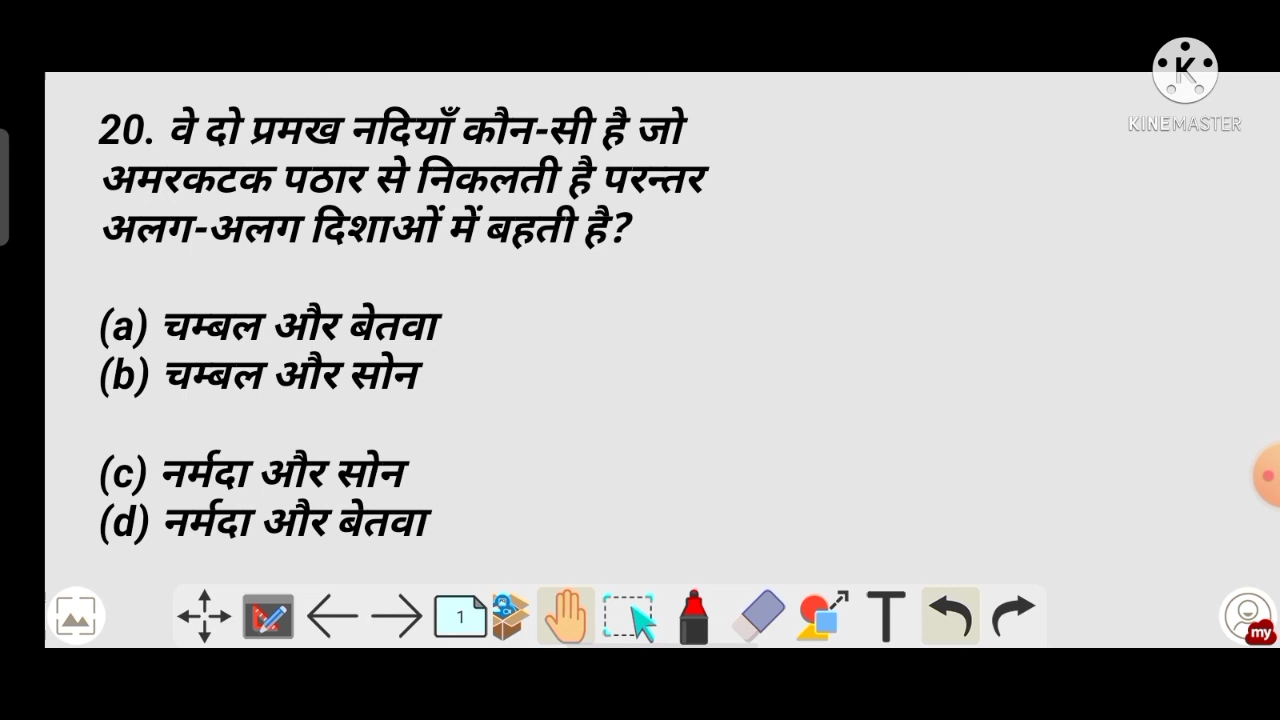 KINEMASTER
20. वे दो प्रमख नदियाँ कौन-सी है जो
अमरकटक पठार से निकलती है परन्तर
अलग-अलग दिशाओं में बहती है?
(a) चम्बल और बेतवा
(b) चम्बल और सोन
(c) नर्मदा और सोन
(d) नर्मदा और बेतवा
1
T
my